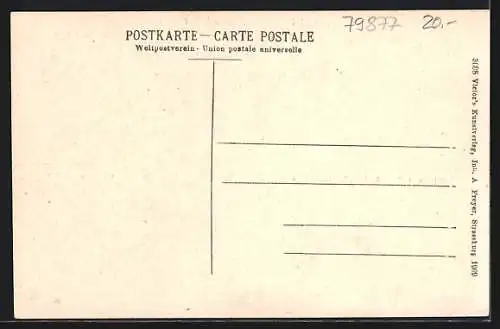 79877 20.-
POSTKARTE—CARTE POSTALE
Weltpostverein - Union postale universelle
3025 Victor's Kunstverlag, Inh. A Freyer, Strassburg 1909